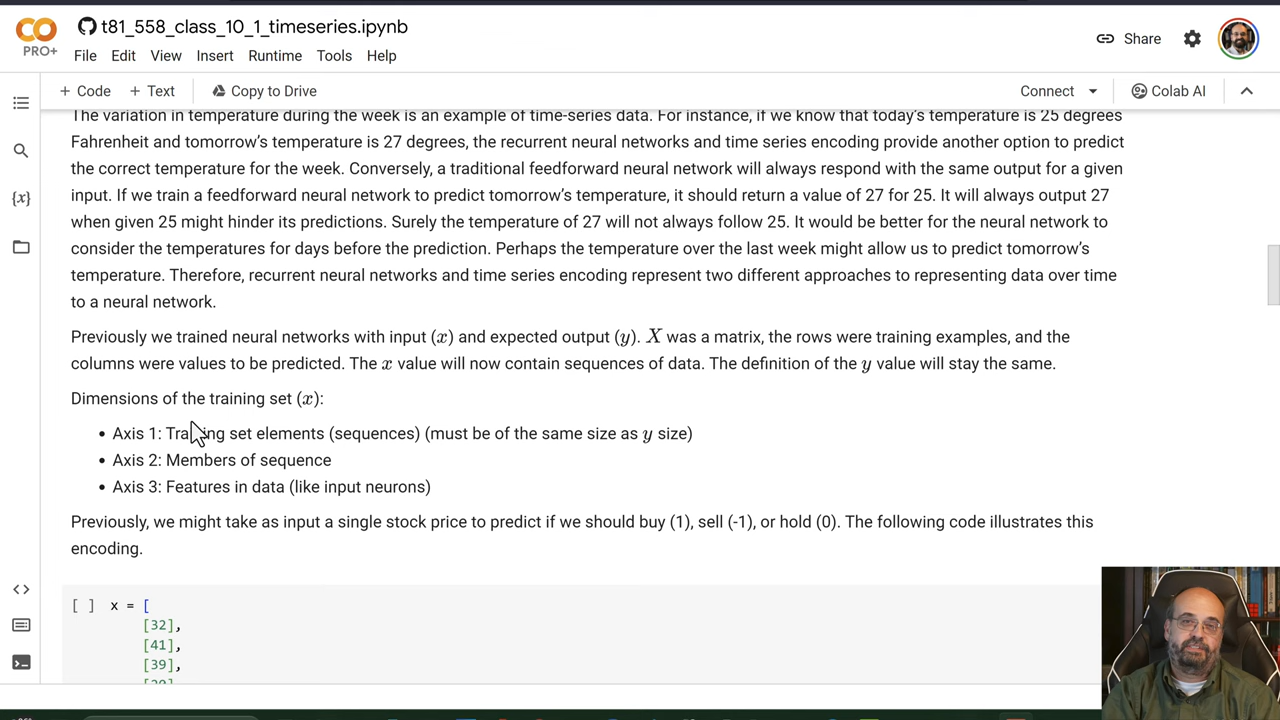 CO
PRO+
t81_558_class_10_1_timeseries.ipynb
File Edit View Insert Runtime Tools Help
Share
+ Code + Text Copy to Drive
Connect
Colab AI
{x}
The variation in temperature during the week is an example of time-series data. For instance, if we know that today's temperature is 25 degrees
Fahrenheit and tomorrow's temperature is 27 degrees, the recurrent neural networks and time series encoding provide another option to predict
the correct temperature for the week. Conversely, a traditional feedforward neural network will always respond with the same output for a given
input. If we train a feedforward neural network to predict tomorrow's temperature, it should return a value of 27 for 25. It will always output 27
when given 25 might hinder its predictions. Surely the temperature of 27 will not always follow 25. It would be better for the neural network to
consider the temperatures for days before the prediction. Perhaps the temperature over the last week might allow us to predict tomorrow's
temperature. Therefore, recurrent neural networks and time series encoding represent two different approaches to representing data over time
to a neural network.
Previously we trained neural networks with input (x) and expected output (y). X was a matrix, the rows were training examples, and the
columns were values to be predicted. The x value will now contain sequences of data. The definition of the y value will stay the same.
Dimensions of the training set (x):
• Axis 1: Training set elements (sequences) (must be of the same size as y size)
• Axis 2: Members of sequence
• Axis 3: Features in data (like input neurons)
Previously, we might take as input a single stock price to predict if we should buy (1), sell (-1), or hold (0). The following code illustrates this
encoding.
[ ] x = [
[32],
[41],
[39],